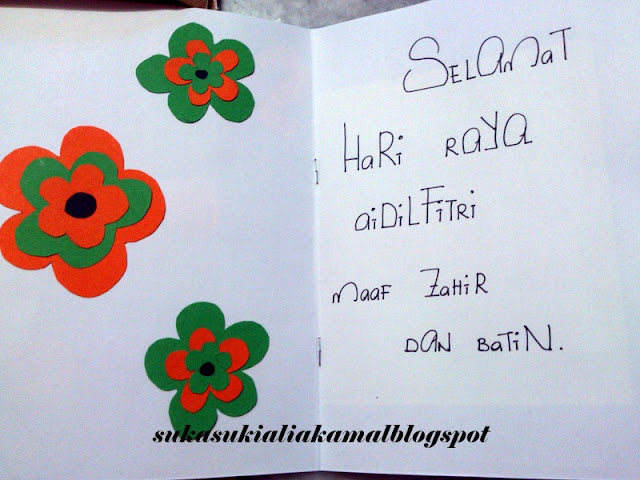 Selamat
Hari Raya
Aidilfitri
Maaf Zahir
Dan Batin.
sukasukialiakamalblogspot